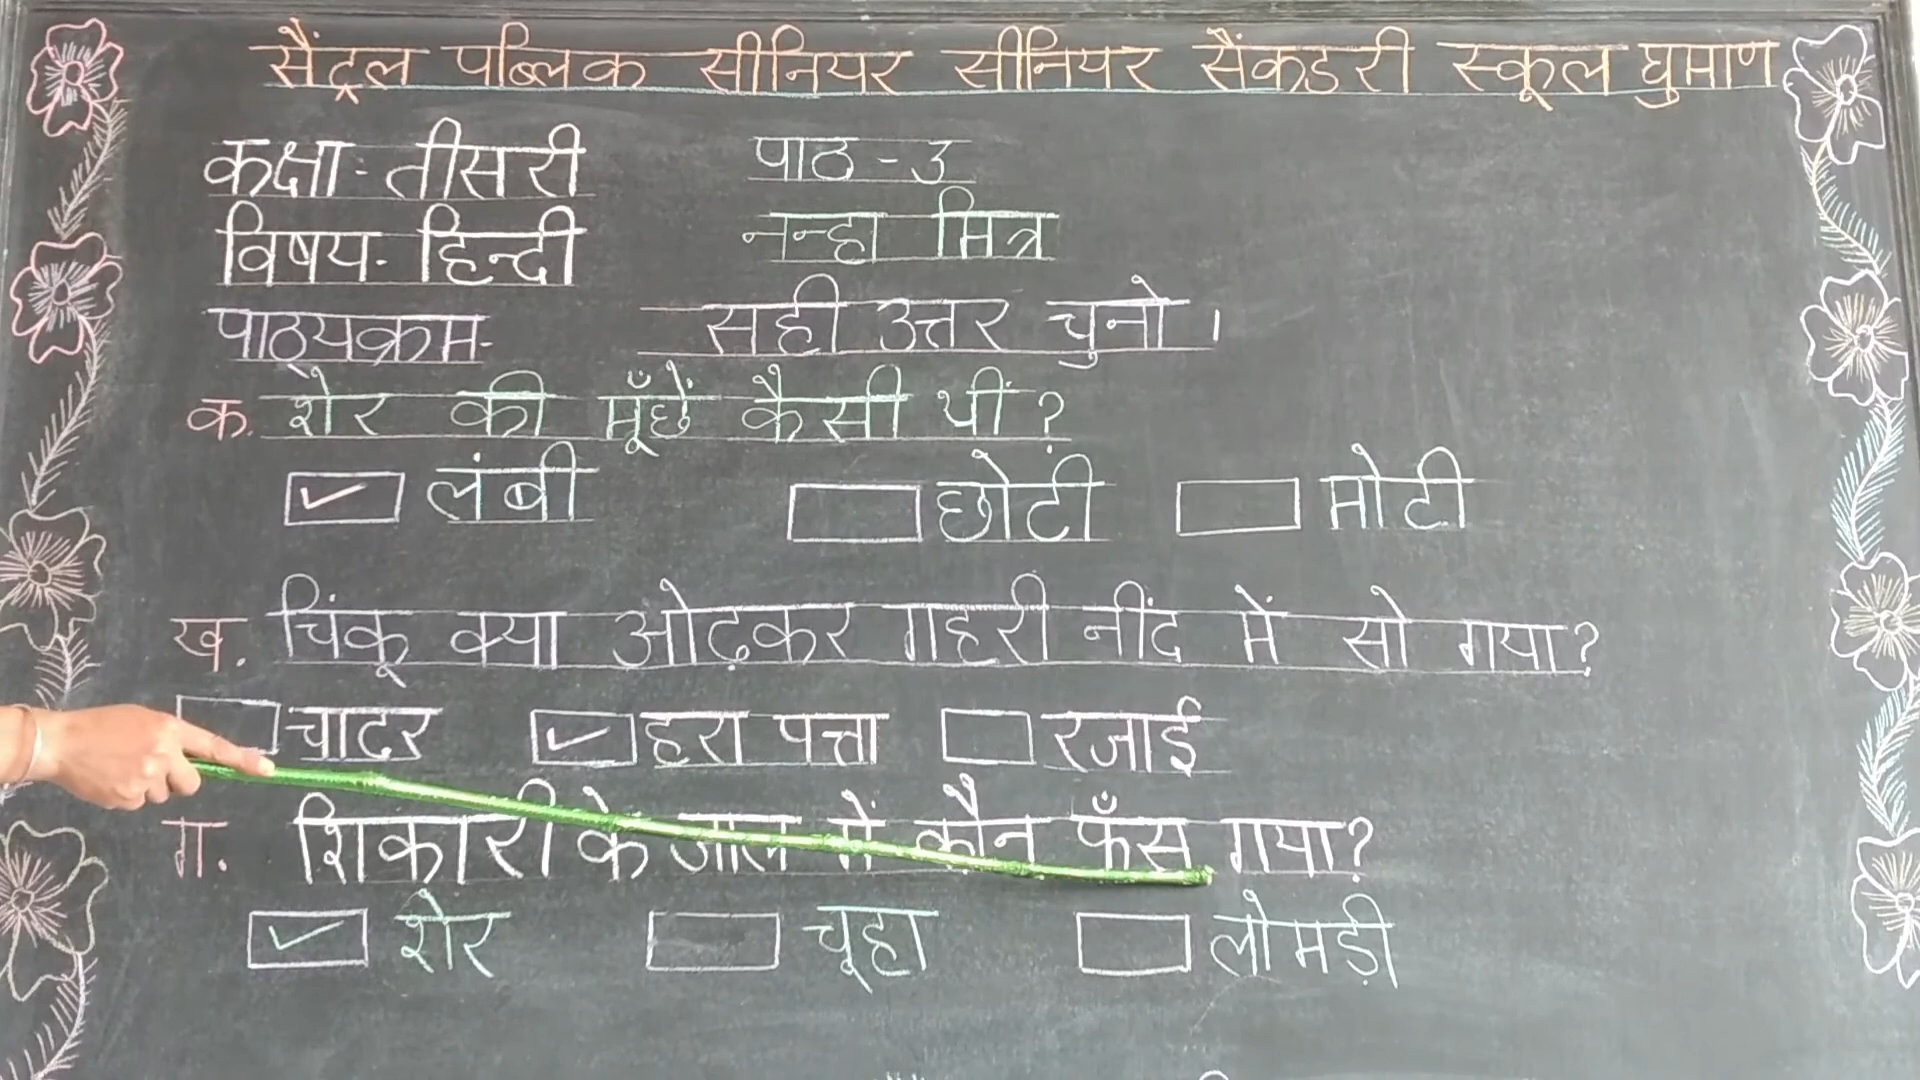 सैंट्रल पब्लिक सीनियर सीनियर सैंकडरी स्कूल घुमाण
कक्षा- तीसरी पाठ - 3
विषय- हिन्दी नन्हा मित्र
पाठ्यक्रम- सही उत्तर चुनो ।
क. शेर की मूँछें कैसी थीं?
लंबी छोटीं मोटी
ख. चिंकू क्या ओढ़कर गहरी नींद में सो गया?
चादर हरा पत्ता रजाई
ग. शिकारी के जाल में कौन फँस गया?
शेर चूहा लोमड़ी